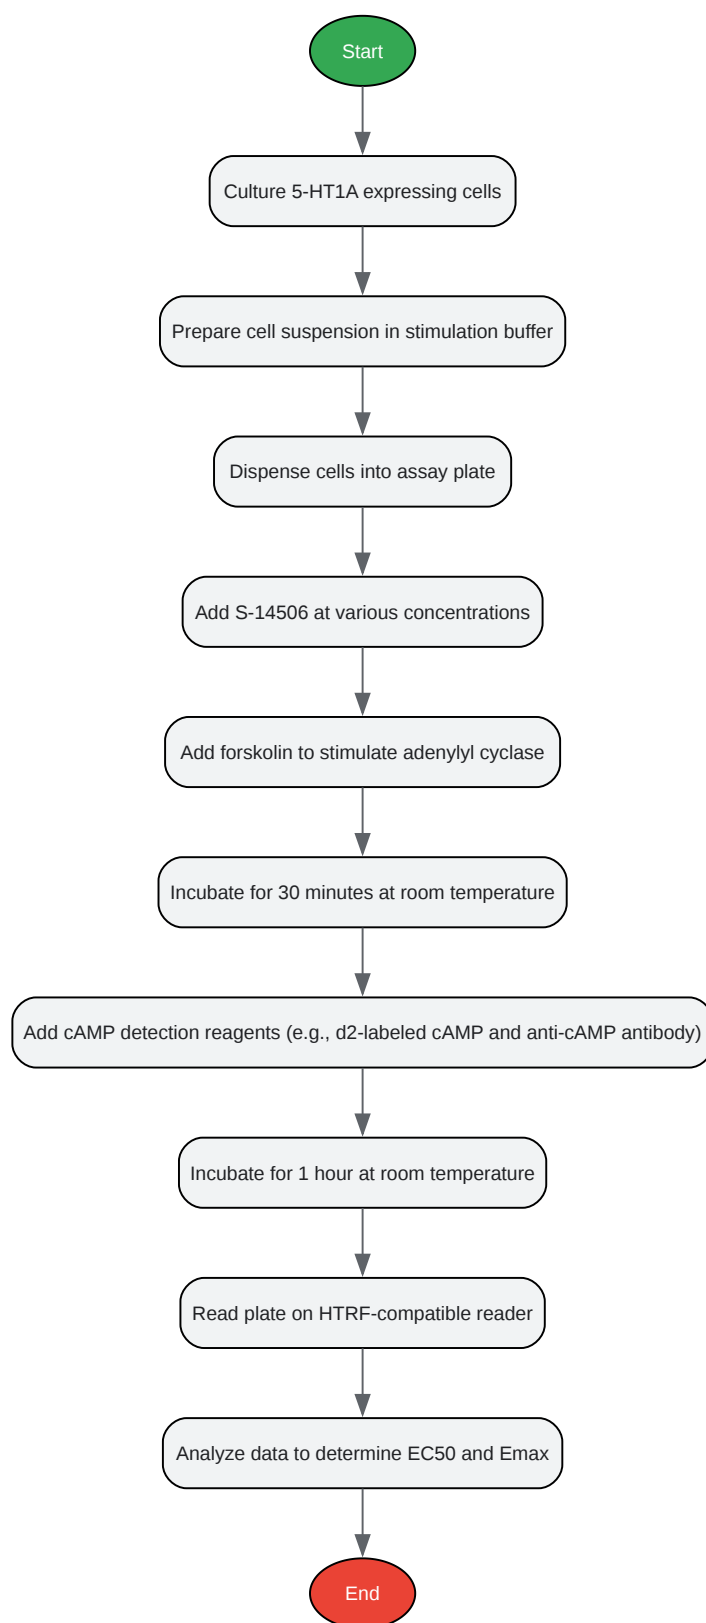 Start
Culture 5-HT1A expressing cells
Prepare cell suspension in stimulation buffer
Dispense cells into assay plate
Add S-14506 at various concentrations
Add forskolin to stimulate adenylyl cyclase
Incubate for 30 minutes at room temperature
Add cAMP detection reagents (e.g., d2-labeled cAMP and anti-cAMP antibody)
Incubate for 1 hour at room temperature
Read plate on HTRF-compatible reader
Analyze data to determine EC50 and Emax
End